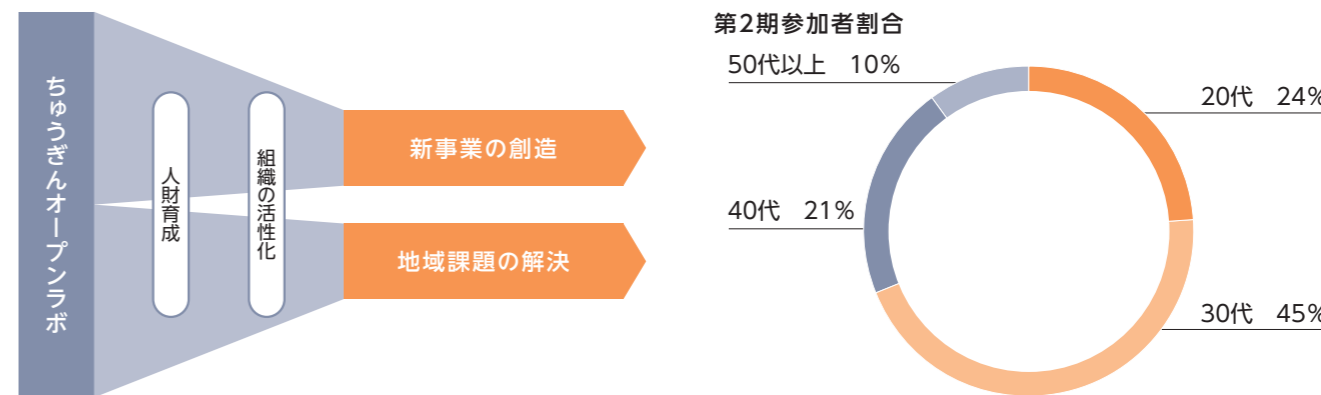 ちゅうぎんオープンラボ
人財育成
組織の活性化
新事業の創造
地域課題の解決
第2期参加者割合
50代以上 10%
20代 24%
40代 21%
30代 45%